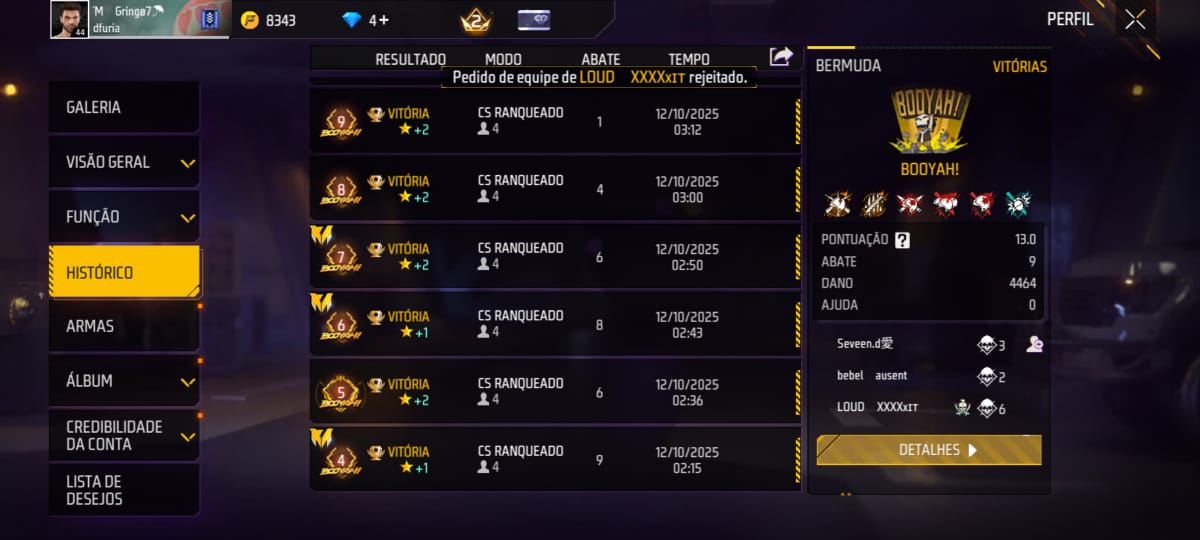 'M Gringø7
dfuria
44
8343
4+
2
PERFIL
GALERIA
VISÃO GERAL
FUNÇÃO
HISTÓRICO
ARMAS
ÁLBUM
CREDIBILIDADE
DA CONTA
LISTA DE
DESEJOS
RESULTADO MODO ABATE TEMPO
Pedido de equipe de LOUD XXXXxIT rejeitado.
9 BOOYAH! VITÓRIA +2 CS RANQUEADO 4 1 12/10/2025 03:12
8 BOOYAH! VITÓRIA +2 CS RANQUEADO 4 4 12/10/2025 03:00
7 BOOYAH! VITÓRIA +2 CS RANQUEADO 4 6 12/10/2025 02:50
6 BOOYAH! VITÓRIA +1 CS RANQUEADO 4 8 12/10/2025 02:43
5 BOOYAH! VITÓRIA +2 CS RANQUEADO 4 6 12/10/2025 02:36
4 BOOYAH! VITÓRIA +1 CS RANQUEADO 4 9 12/10/2025 02:15
BERMUDA VITÓRIAS
BOOYAH!
BOOYAH!
PONTUAÇÃO ? 13.0
ABATE 9
DANO 4464
AJUDA 0
Seveen.d愛 3
bebel ausent 2
LOUD XXXXxIT 6
DETALHES